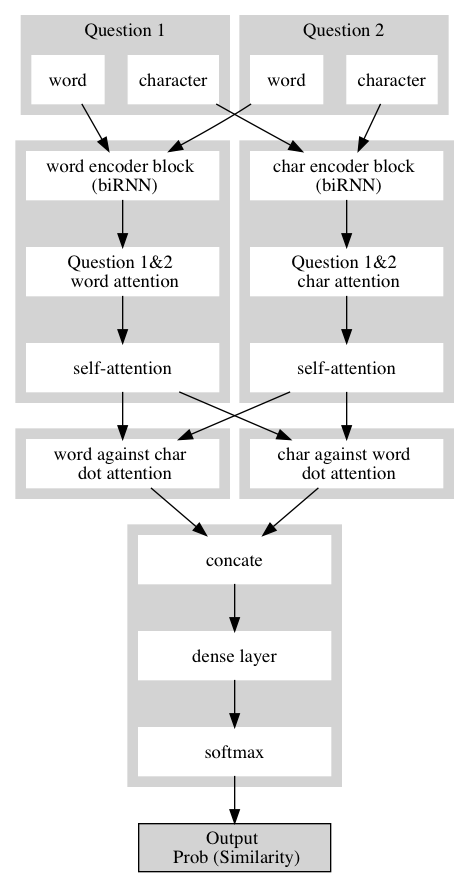 Question 1
Question 2
word
character
word
character
word encoder block
(biRNN)
char encoder block
(biRNN)
Question 1&2
word attention
Question 1&2
char attention
self-attention
self-attention
word against char
dot attention
char against word
dot attention
concate
dense layer
softmax
Output
Prob (Similarity)